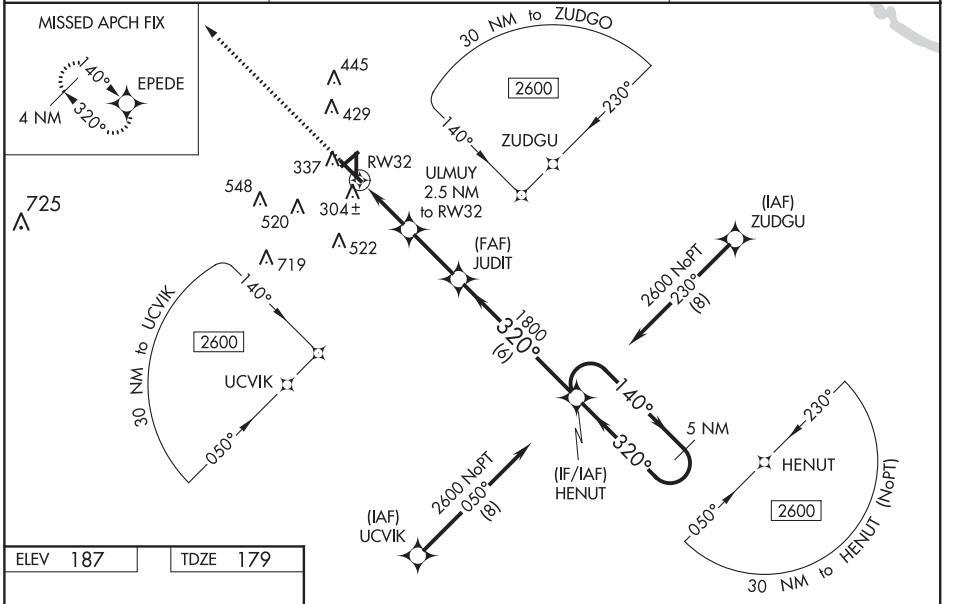 MISSED APCH FIX
140°
EPEDE
4 NM
320°
445
429
337
RW32
548
520
304±
522
719
725
ULMUY
2.5 NM
to RW32
(FAF)
JUDIT
30 NM to ZUDGO
2600
140°
230°
ZUDGU
(IAF)
ZUDGU
2600 NoPT
230°
(8)
30 NM to UCVIK
140°
2600
UCVIK
050°
1800
320°
(6)
140°
320°
5 NM
(IF/IAF)
HENUT
2600 NoPT
050°
(8)
(IAF)
UCVIK
230°
HENUT
050°
2600
30 NM to HENUT (NoPT)
ELEV 187
TDZE 179